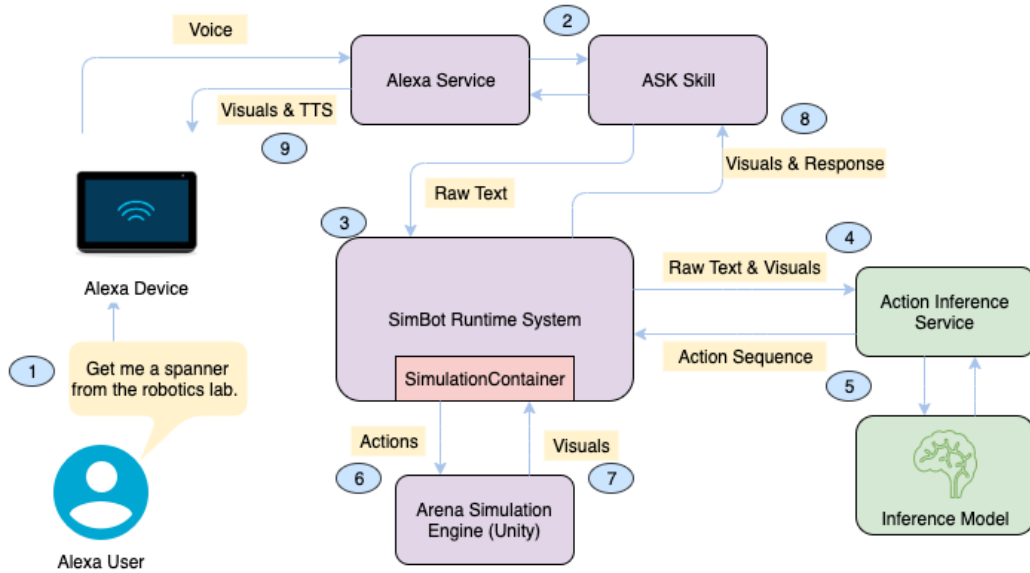 2
Voice
Alexa Service
ASK Skill
Visuals & TTS
9
8
Visuals & Response
Raw Text
3
4
Raw Text & Visuals
Alexa Device
SimBot Runtime System
Action Inference
Service
Action Sequence
1
Get me a spanner
from the robotics lab.
SimulationContainer
5
Actions
Visuals
6
7
Arena Simulation
Engine (Unity)
Inference Model
Alexa User